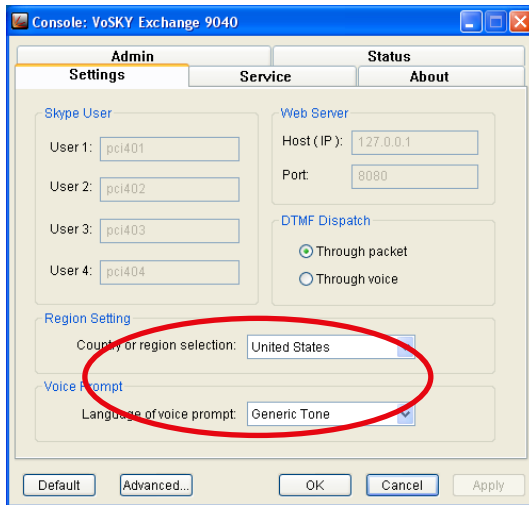 Console: VoSKY Exchange 9040
Admin Status
Settings Service About
Skype User
User 1: pci401
User 2: pci402
User 3: pci403
User 4: pci404
Web Server
Host ( IP ): 127.0.0.1
Port: 8080
DTMF Dispatch
Through packet
Through voice
Region Setting
Country or region selection: United States
Voice Prompt
Language of voice prompt: Generic Tone
Default Advanced... OK Cancel Apply